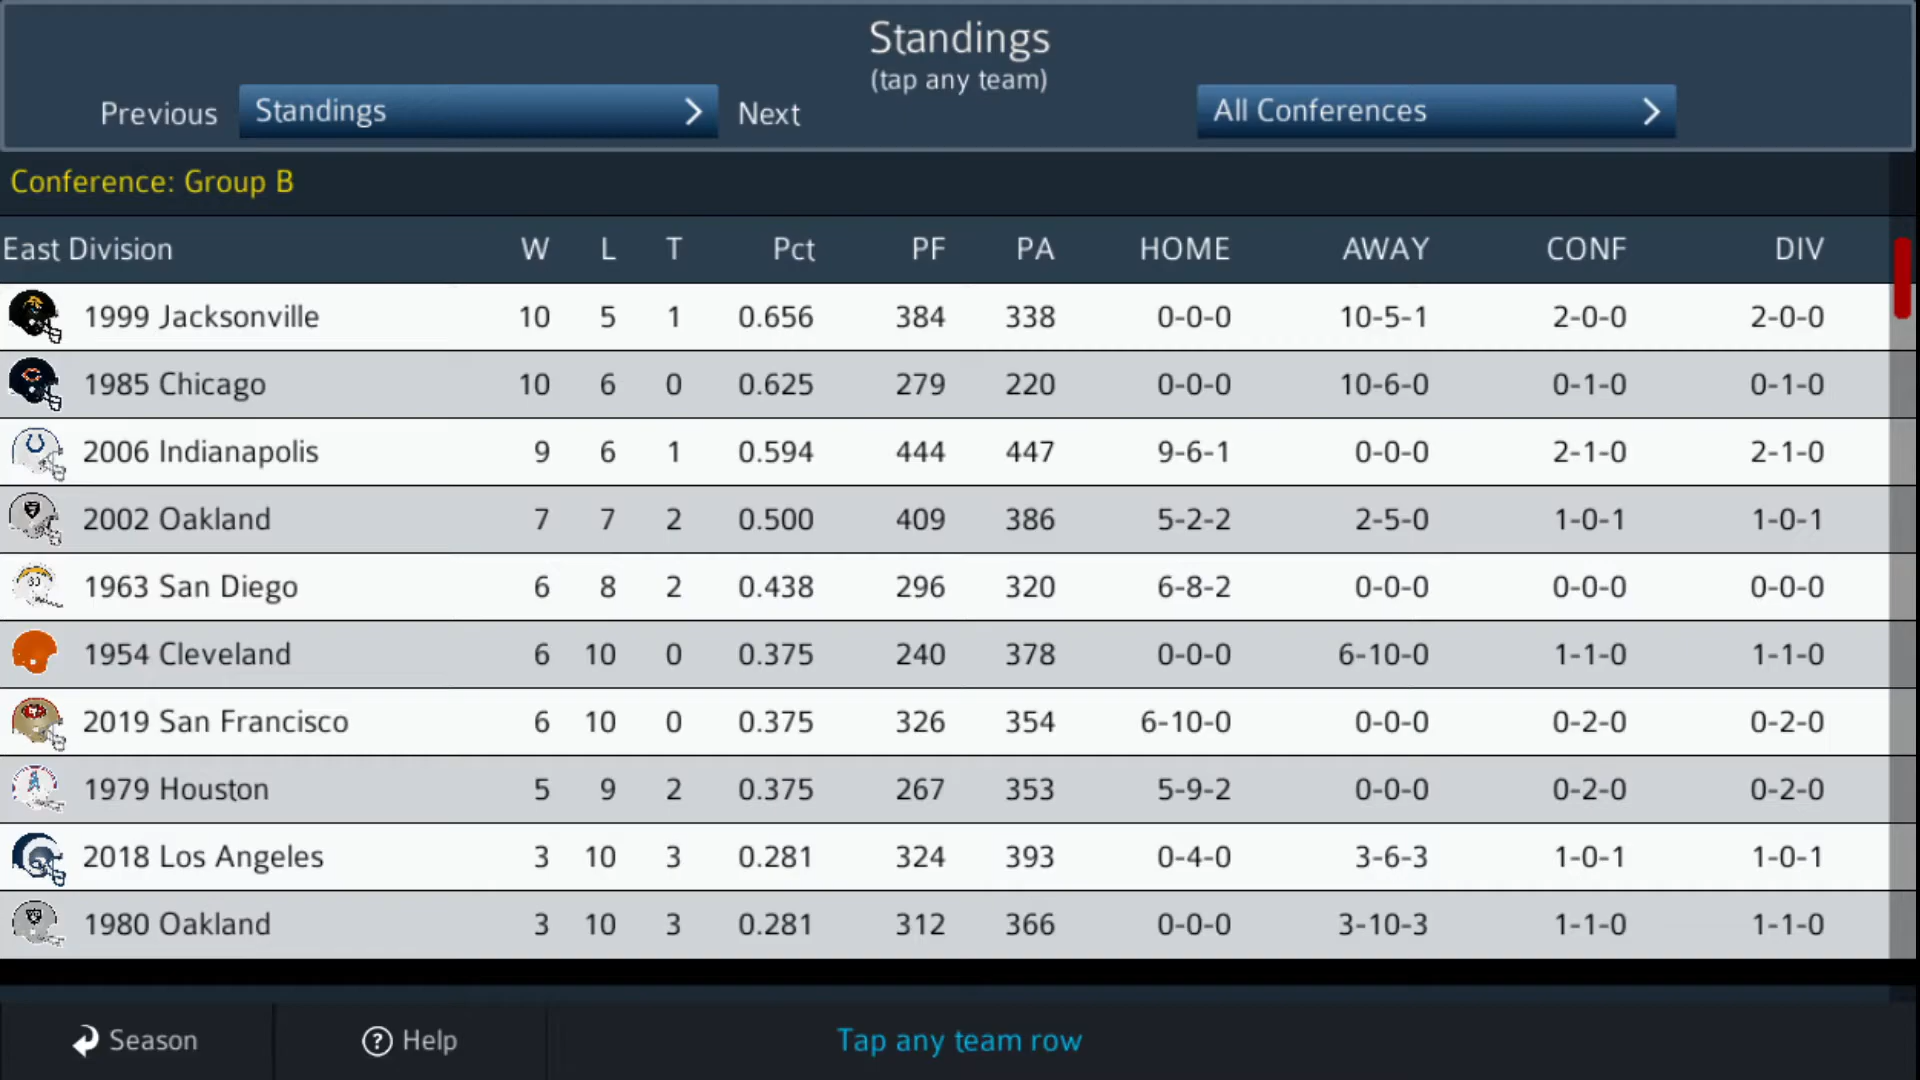 Standings
(tap any team)
Previous Standings Next All Conferences
Conference: Group B
East Division W L T Pct PF PA HOME AWAY CONF DIV
1999 Jacksonville 10 5 1 0.656 384 338 0-0-0 10-5-1 2-0-0 2-0-0
1985 Chicago 10 6 0 0.625 279 220 0-0-0 10-6-0 0-1-0 0-1-0
2006 Indianapolis 9 6 1 0.594 444 447 9-6-1 0-0-0 2-1-0 2-1-0
2002 Oakland 7 7 2 0.500 409 386 5-2-2 2-5-0 1-0-1 1-0-1
1963 San Diego 6 8 2 0.438 296 320 6-8-2 0-0-0 0-0-0 0-0-0
1954 Cleveland 6 10 0 0.375 240 378 0-0-0 6-10-0 1-1-0 1-1-0
2019 San Francisco 6 10 0 0.375 326 354 6-10-0 0-0-0 0-2-0 0-2-0
1979 Houston 5 9 2 0.375 267 353 5-9-2 0-0-0 0-2-0 0-2-0
2018 Los Angeles 3 10 3 0.281 324 393 0-4-0 3-6-3 1-0-1 1-0-1
1980 Oakland 3 10 3 0.281 312 366 0-0-0 3-10-3 1-1-0 1-1-0
Season ? Help Tap any team row